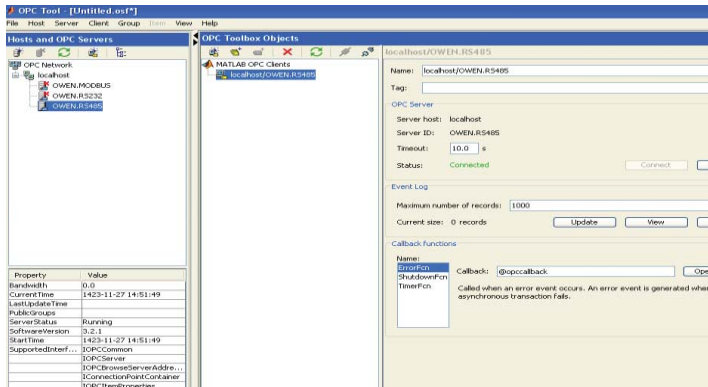 OPC Tool - [Untitled.osf*]
File Host Server Client Group Item View Help
Hosts and OPC Servers
OPC Network
localhost
OWEN.MODBUS
OWEN.RS232
OWEN.RS485
Property Value
Bandwidth 0.0
CurrentTime 1423-11-27 14:51:49
LastUpdateTime
PublicGroups
ServerStatus Running
SoftwareVersion 3.2.1
StartTime 1423-11-27 14:51:49
SupportedInterf... IOPCCommon
IOPCServer
IOPCBrowseServerAddre...
IConnectionPointContainer
IOPCItemProperties
OPC Toolbox Objects
MATLAB OPC Clients
localhost/OWEN.RS485
localhost/OWEN.RS485
Name: localhost/OWEN.RS485
Tag:
OPC Server
Server host: localhost
Server ID: OWEN.RS485
Timeout: 10.0 s
Status: Connected Connect
Event Log
Maximum number of records: 1000
Current size: 0 records Update View
Callback functions
Name:
ErrorFcn
ShutdownFcn
TimerFcn
Callback: @opccallback Ope
Called when an error event occurs. An error event is generated wher
asynchronous transaction fails.